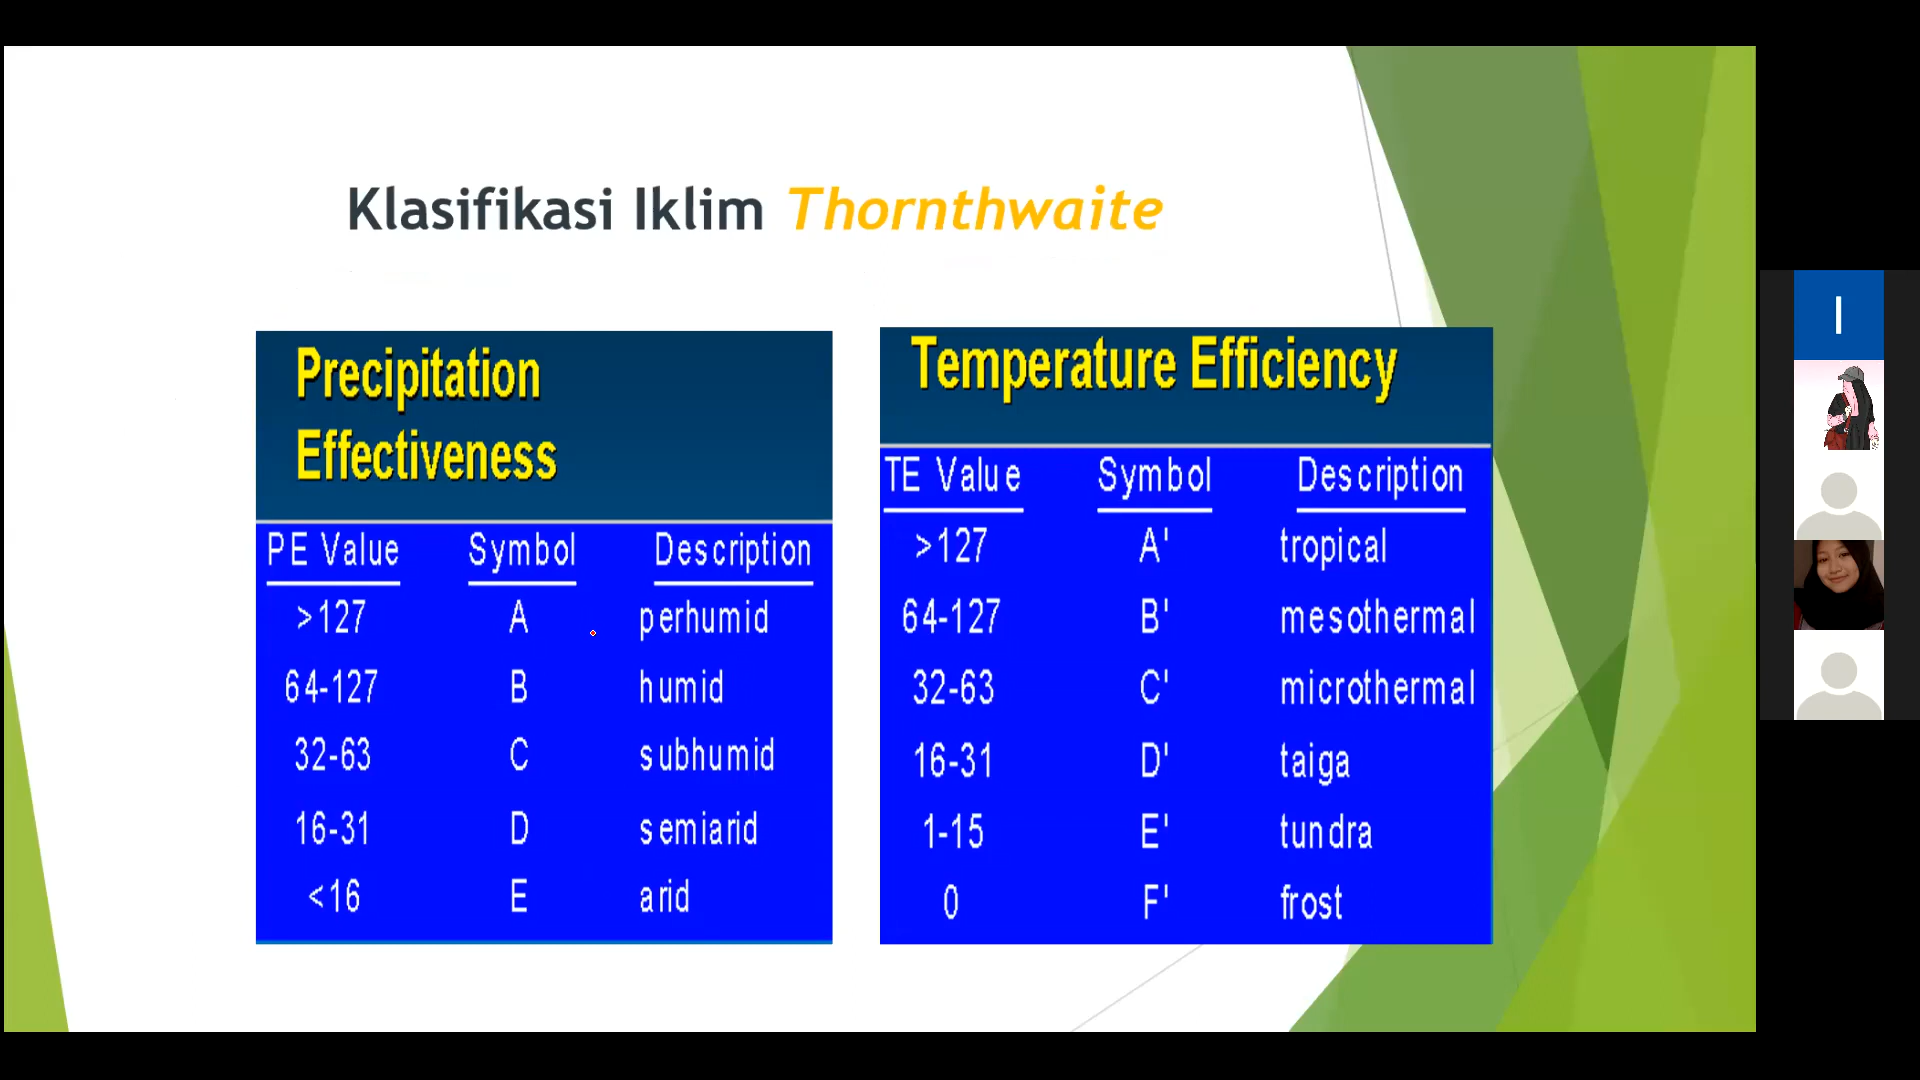 Klasifikasi Iklim Thornthwaite
Precipitation
Effectiveness
PE Value Symbol Description
>127 A perhumid
64-127 B humid
32-63 C subhumid
16-31 D semiarid
<16 E arid
Temperature Efficiency
TE Value Symbol Description
>127 A' tropical
64-127 B' mesothermal
32-63 C' microthermal
16-31 D' taiga
1-15 E' tundra
0 F' frost
I